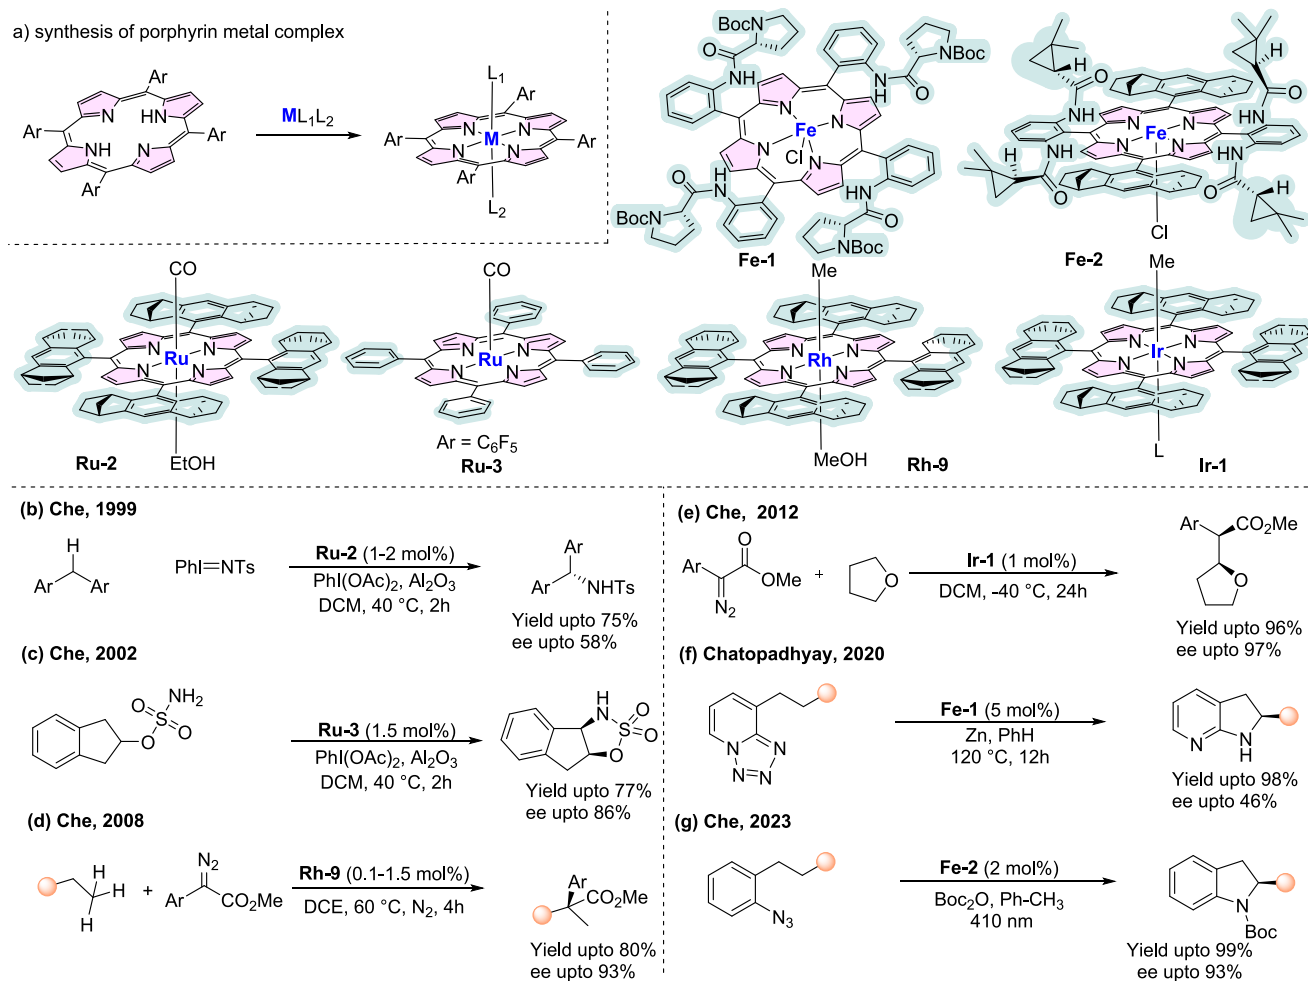 a) synthesis of porphyrin metal complex
Ar
N
HN
Ar
Ar
NH
N
Ar
ML1L2
L1
Ar
Ar
N
N
M
N
N
Ar
Ar
L2
BocN
O
NH
NBoc
HN
O
N
N
Fe
N
Cl
N
H
N
O
BocN
HN
O
NBoc
Fe-1
H
O
NH
H
O
HN
N
N
Fe
N
N
H
NH
O
HN
O
H
Cl
Fe-2
CO
N
N
Ru
N
N
EtOH
Ru-2
CO
N
N
Ru
N
N
Ar = C6F5
Ru-3
Me
N
N
Rh
N
N
MeOH
Rh-9
Me
N
N
Ir
N
N
L
Ir-1
(b) Che, 1999
H
Ar
Ar
PhI=NTs
Ru-2 (1-2 mol%)
PhI(OAc)2, Al2O3
DCM, 40 °C, 2h
Ar
Ar
NHTs
Yield upto 75%
ee upto 58%
(c) Che, 2002
O
NH2
S
O
O
Ru-3 (1.5 mol%)
PhI(OAc)2, Al2O3
DCM, 40 °C, 2h
H
N
O
S
O
O
Yield upto 77%
ee upto 86%
(d) Che, 2008
H
H
H
+
N2
Ar
CO2Me
Rh-9 (0.1-1.5 mol%)
DCE, 60 °C, N2, 4h
Ar
CO2Me
Yield upto 80%
ee upto 93%
(e) Che, 2012
O
Ar
OMe
N2
+
O
Ir-1 (1 mol%)
DCM, -40 °C, 24h
Ar
CO2Me
O
Yield upto 96%
ee upto 97%
(f) Chatopadhyay, 2020
N
N
N
N
Fe-1 (5 mol%)
Zn, PhH
120 °C, 12h
N
N
H
Yield upto 98%
ee upto 46%
(g) Che, 2023
N3
Fe-2 (2 mol%)
Boc2O, Ph-CH3
410 nm
N
Boc
Yield upto 99%
ee upto 93%